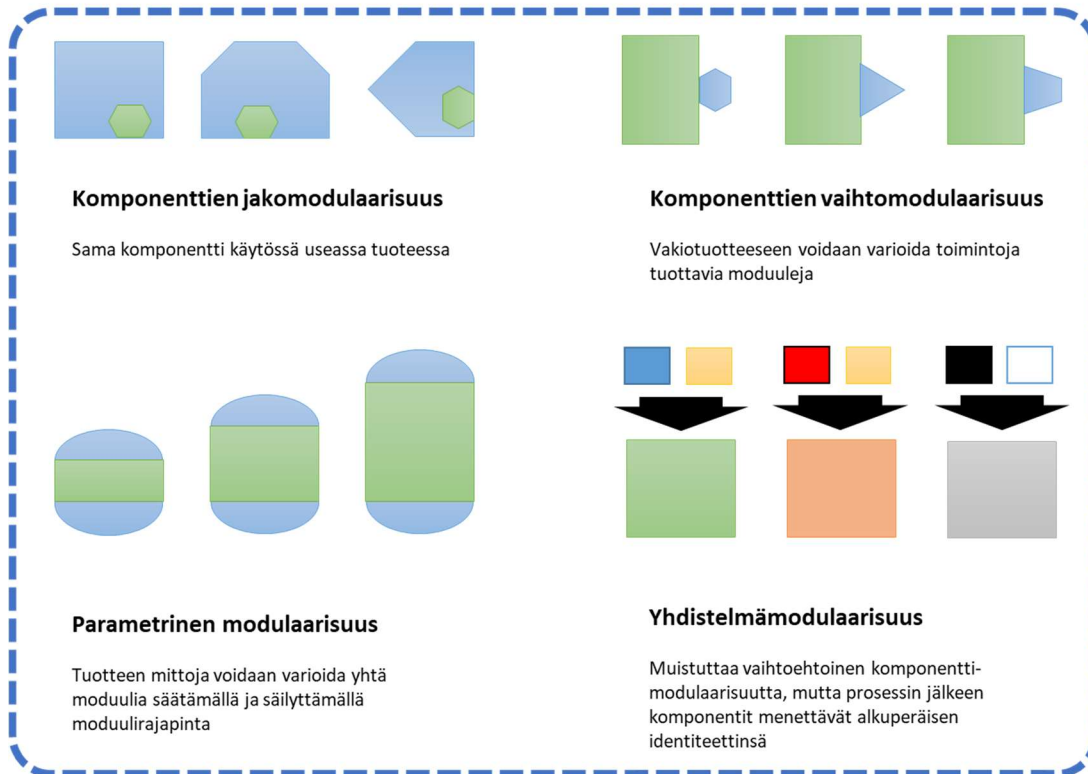 Komponenttien jakomodulaarisuus
Sama komponentti käytössä useassa tuoteessa
Komponenttien vaihtomodulaarisuus
Vakiotuotteeseen voidaan varioida toimintoja
tuottavia moduuleja
Parametrinen modulaarisuus
Tuotteen mittoja voidaan varioida yhtä
moduulia säätämällä ja säilyttämällä
moduulirajapinta
Yhdistelmämodulaarisuus
Muistuttaa vaihtoehtoinen komponentti-
modulaarisuutta, mutta prosessin jälkeen
komponentit menettävät alkuperäisen
identiteettinsä